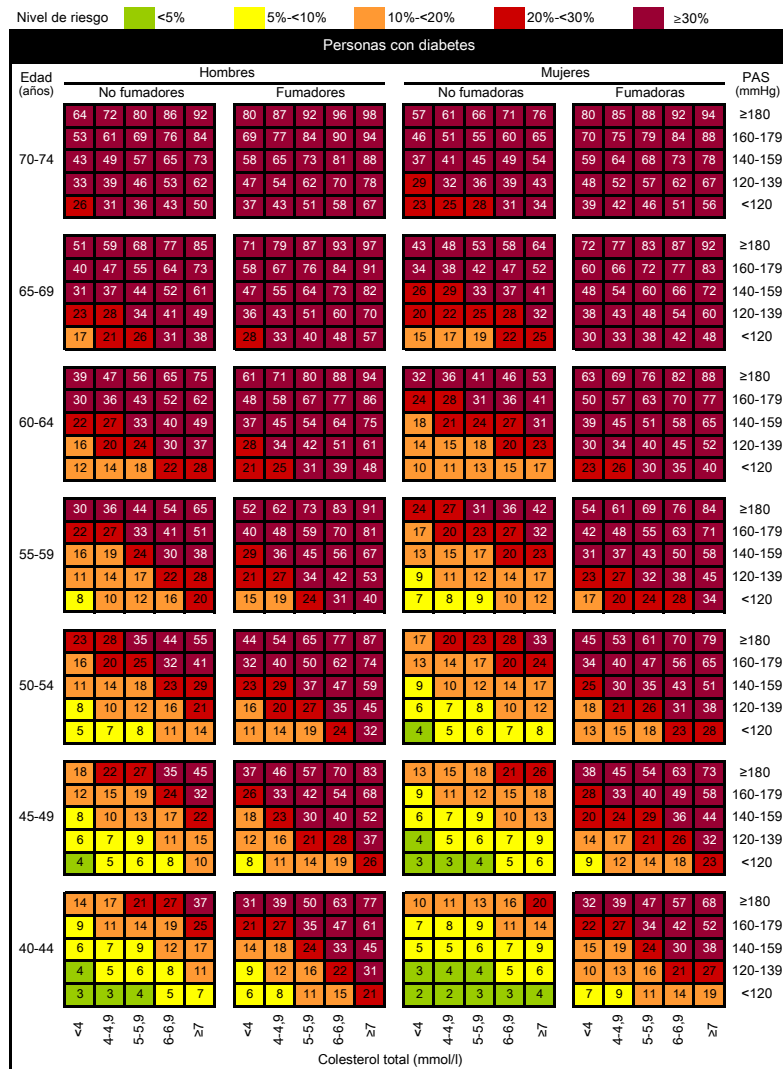 Nivel de riesgo <5% 5%-<10% 10%-<20% 20%-<30% ≥30%
Personas con diabetes
Edad (años) Hombres Mujeres PAS (mmHg)
No fumadores Fumadores No fumadoras Fumadoras
64 72 80 86 92 80 87 92 96 98 57 61 66 71 76 80 85 88 92 94 ≥180
53 61 69 76 84 69 77 84 90 94 46 51 55 60 65 70 75 79 84 88 160-179
70-74 43 49 57 65 73 58 65 73 81 88 37 41 45 49 54 59 64 68 73 78 140-159
33 39 46 53 62 47 54 62 70 78 29 32 36 39 43 48 52 57 62 67 120-139
26 31 36 43 50 37 43 51 58 67 23 25 28 31 34 39 42 46 51 56 <120
51 59 68 77 85 71 79 87 93 97 43 48 53 58 64 72 77 83 87 92 ≥180
40 47 55 64 73 58 67 76 84 91 34 38 42 47 52 60 66 72 77 83 160-179
65-69 31 37 44 52 61 47 55 64 73 82 26 29 33 37 41 48 54 60 66 72 140-159
23 28 34 41 49 36 43 51 60 70 20 22 25 28 32 38 43 48 54 60 120-139
17 21 26 31 38 28 33 40 48 57 15 17 19 22 25 30 33 38 42 48 <120
39 47 56 65 75 61 71 80 88 94 32 36 41 46 53 63 69 76 82 88 ≥180
30 36 43 52 62 48 58 67 77 86 24 28 31 36 41 50 57 63 70 77 160-179
60-64 22 27 33 40 49 37 45 54 64 75 18 21 24 27 31 39 45 51 58 65 140-159
16 20 24 30 37 28 34 42 51 61 14 15 18 20 23 30 34 40 45 52 120-139
12 14 18 22 28 21 25 31 39 48 10 11 13 15 17 23 26 30 35 40 <120
30 36 44 54 65 52 62 73 83 91 24 27 31 36 42 54 61 69 76 84 ≥180
22 27 33 41 51 40 48 59 70 81 17 20 23 27 32 42 48 55 63 71 160-179
55-59 16 19 24 30 38 29 36 45 56 67 13 15 17 20 23 31 37 43 50 58 140-159
11 14 17 22 28 21 27 34 42 53 9 11 12 14 17 23 27 32 38 45 120-139
8 10 12 16 20 15 19 24 31 40 7 8 9 10 12 17 20 24 28 34 <120
23 28 35 44 55 44 54 65 77 87 17 20 23 28 33 45 53 61 70 79 ≥180
16 20 25 32 41 32 40 50 62 74 13 14 17 20 24 34 40 47 56 65 160-179
50-54 11 14 18 23 29 23 29 37 47 59 9 10 12 14 17 25 30 35 43 51 140-159
8 10 12 16 21 16 20 27 35 45 6 7 8 10 12 18 21 26 31 38 120-139
5 7 8 11 14 11 14 19 24 32 4 5 6 7 8 13 15 18 23 28 <120
18 22 27 35 45 37 46 57 70 83 13 15 18 21 26 38 45 54 63 73 ≥180
12 15 19 24 32 26 33 42 54 68 9 11 12 15 18 28 33 40 49 58 160-179
45-49 8 10 13 17 22 18 23 30 40 52 6 7 9 10 13 20 24 29 36 44 140-159
6 7 9 11 15 12 16 21 28 37 4 5 6 7 9 14 17 21 26 32 120-139
4 5 6 8 10 8 11 14 19 26 3 3 4 5 6 9 12 14 18 23 <120
14 17 21 27 37 31 39 50 63 77 10 11 13 16 20 32 39 47 57 68 ≥180
9 11 14 19 25 21 27 35 47 61 7 8 9 11 14 22 27 34 42 52 160-179
40-44 6 7 9 12 17 14 18 24 33 45 5 5 6 7 9 15 19 24 30 38 140-159
4 5 6 8 11 9 12 16 22 31 3 4 4 5 6 10 13 16 21 27 120-139
3 3 4 5 7 6 8 11 15 21 2 2 3 3 4 7 9 11 14 19 <120
<4 4-4,9 5-5,9 6-6,9 ≥7 <4 4-4,9 5-5,9 6-6,9 ≥7 <4 4-4,9 5-5,9 6-6,9 ≥7 <4 4-4,9 5-5,9 6-6,9 ≥7
Colesterol total (mmol/l)